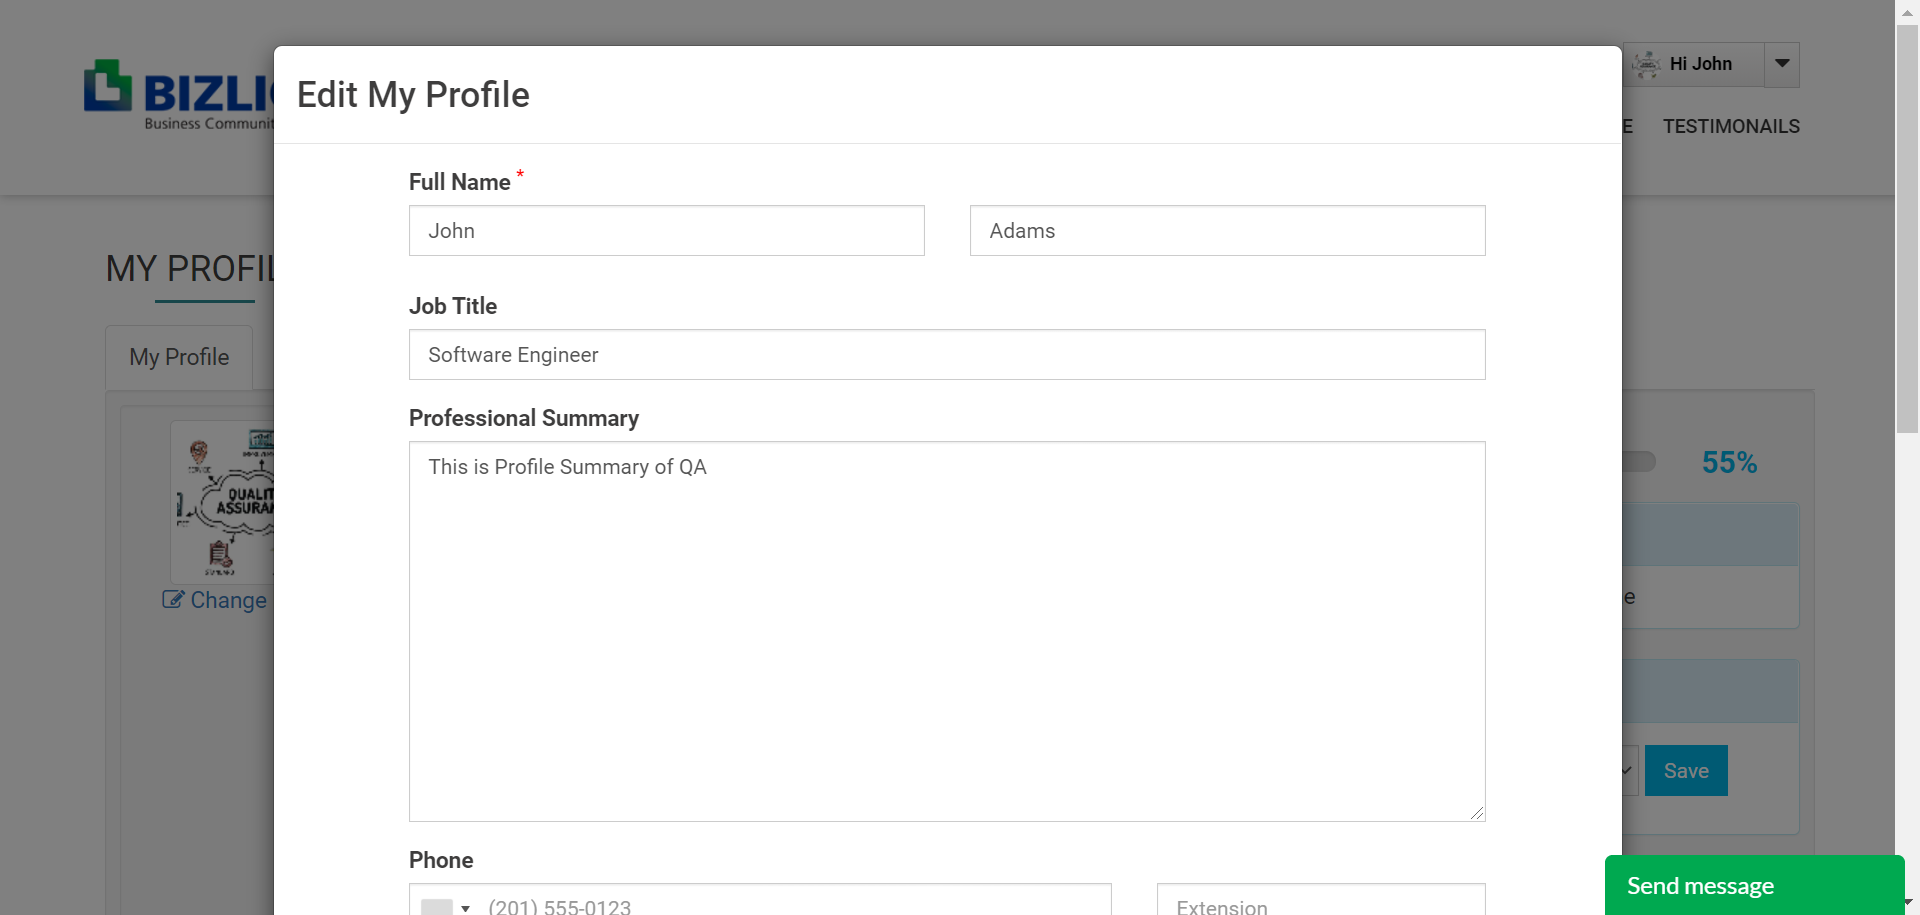 BIZLI
Business Communit
Hi John
E TESTIMONAILS
Edit My Profile
Full Name *
John Adams
MY PROFIL
Job Title
My Profile
Software Engineer
Professional Summary
This is Profile Summary of QA
55%
QUALIT
ASSURAN
Change
e
Save
Phone
(201) 555-0123 Extension
Send message